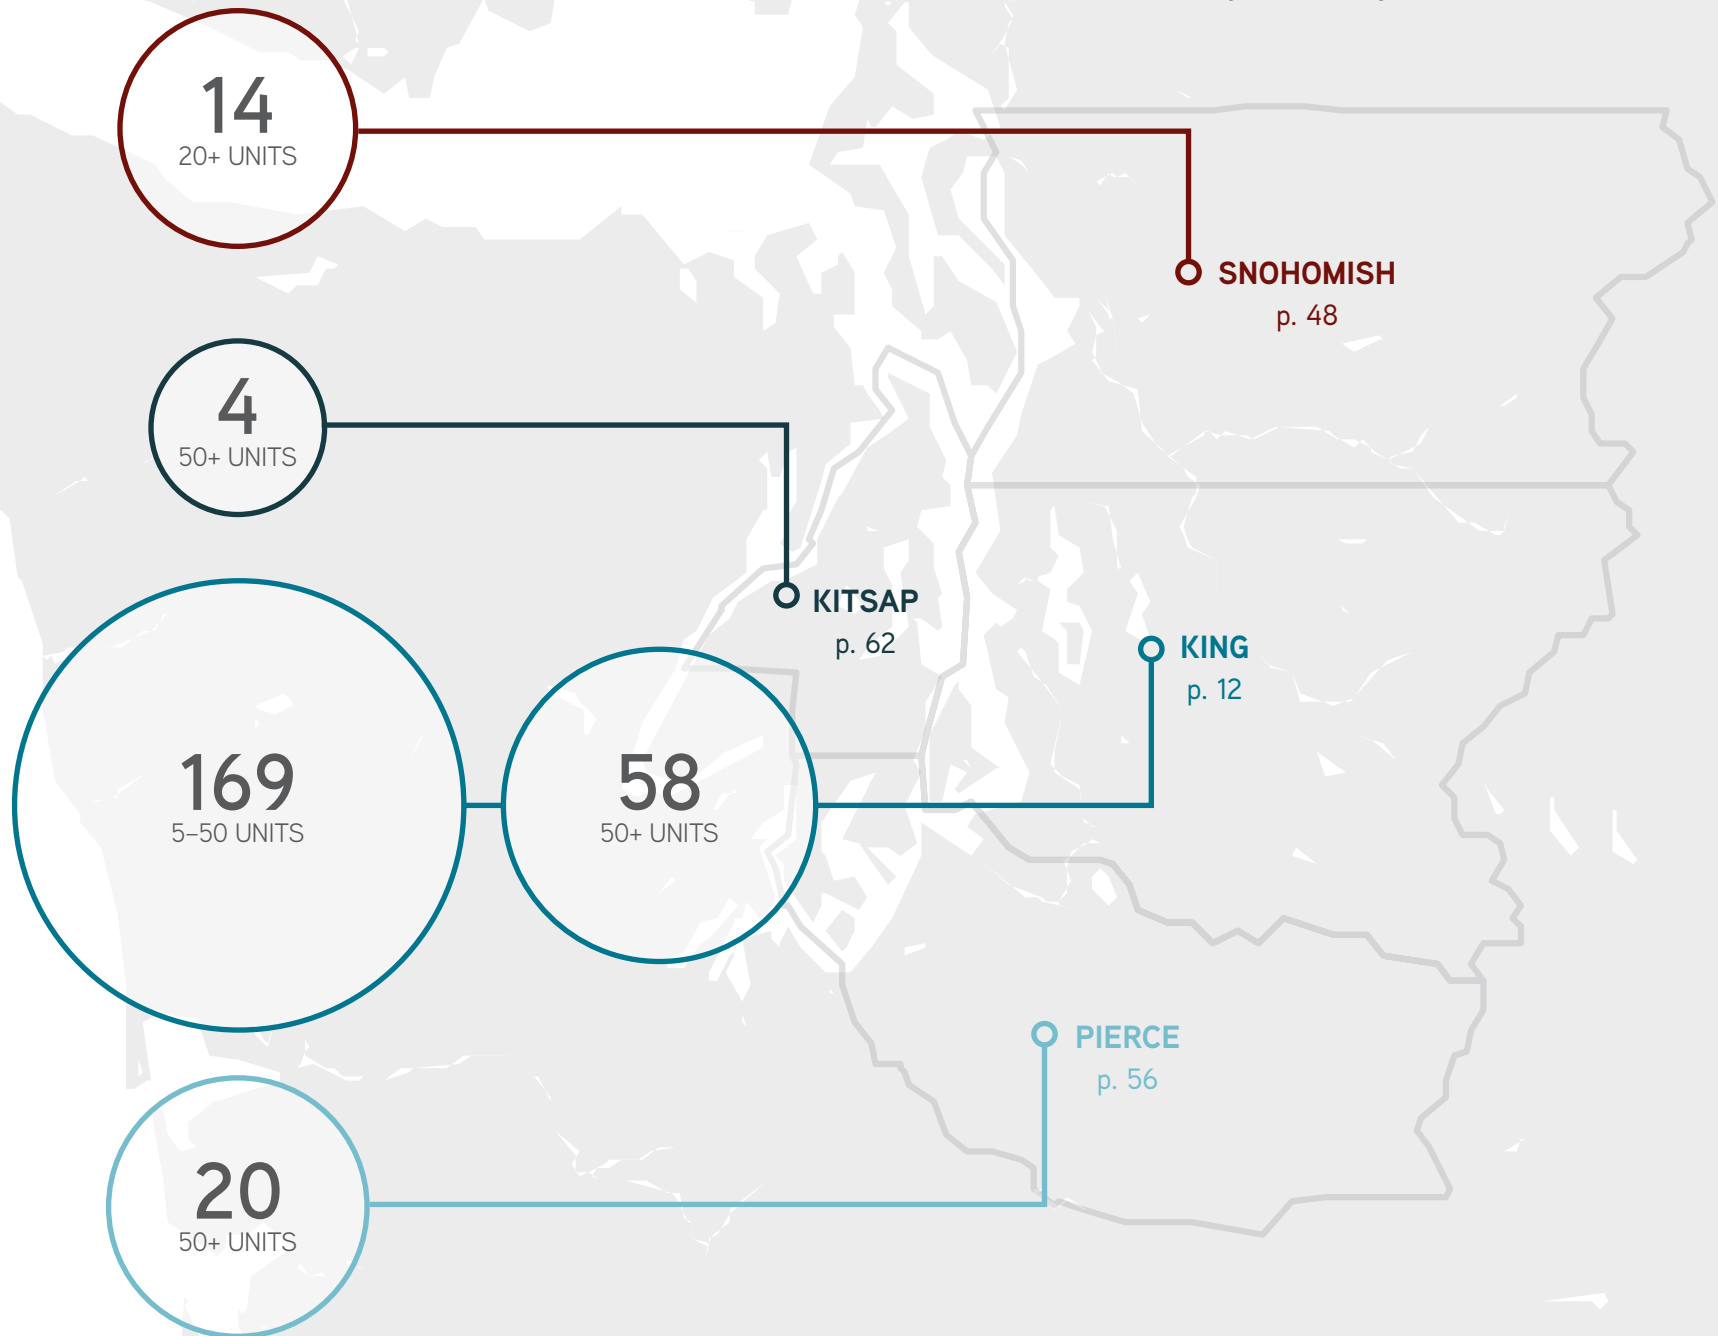 14
20+ UNITS
SNOHOMISH
p. 48
4
50+ UNITS
KITSAP
p. 62
KING
p. 12
169
5–50 UNITS
58
50+ UNITS
PIERCE
p. 56
20
50+ UNITS